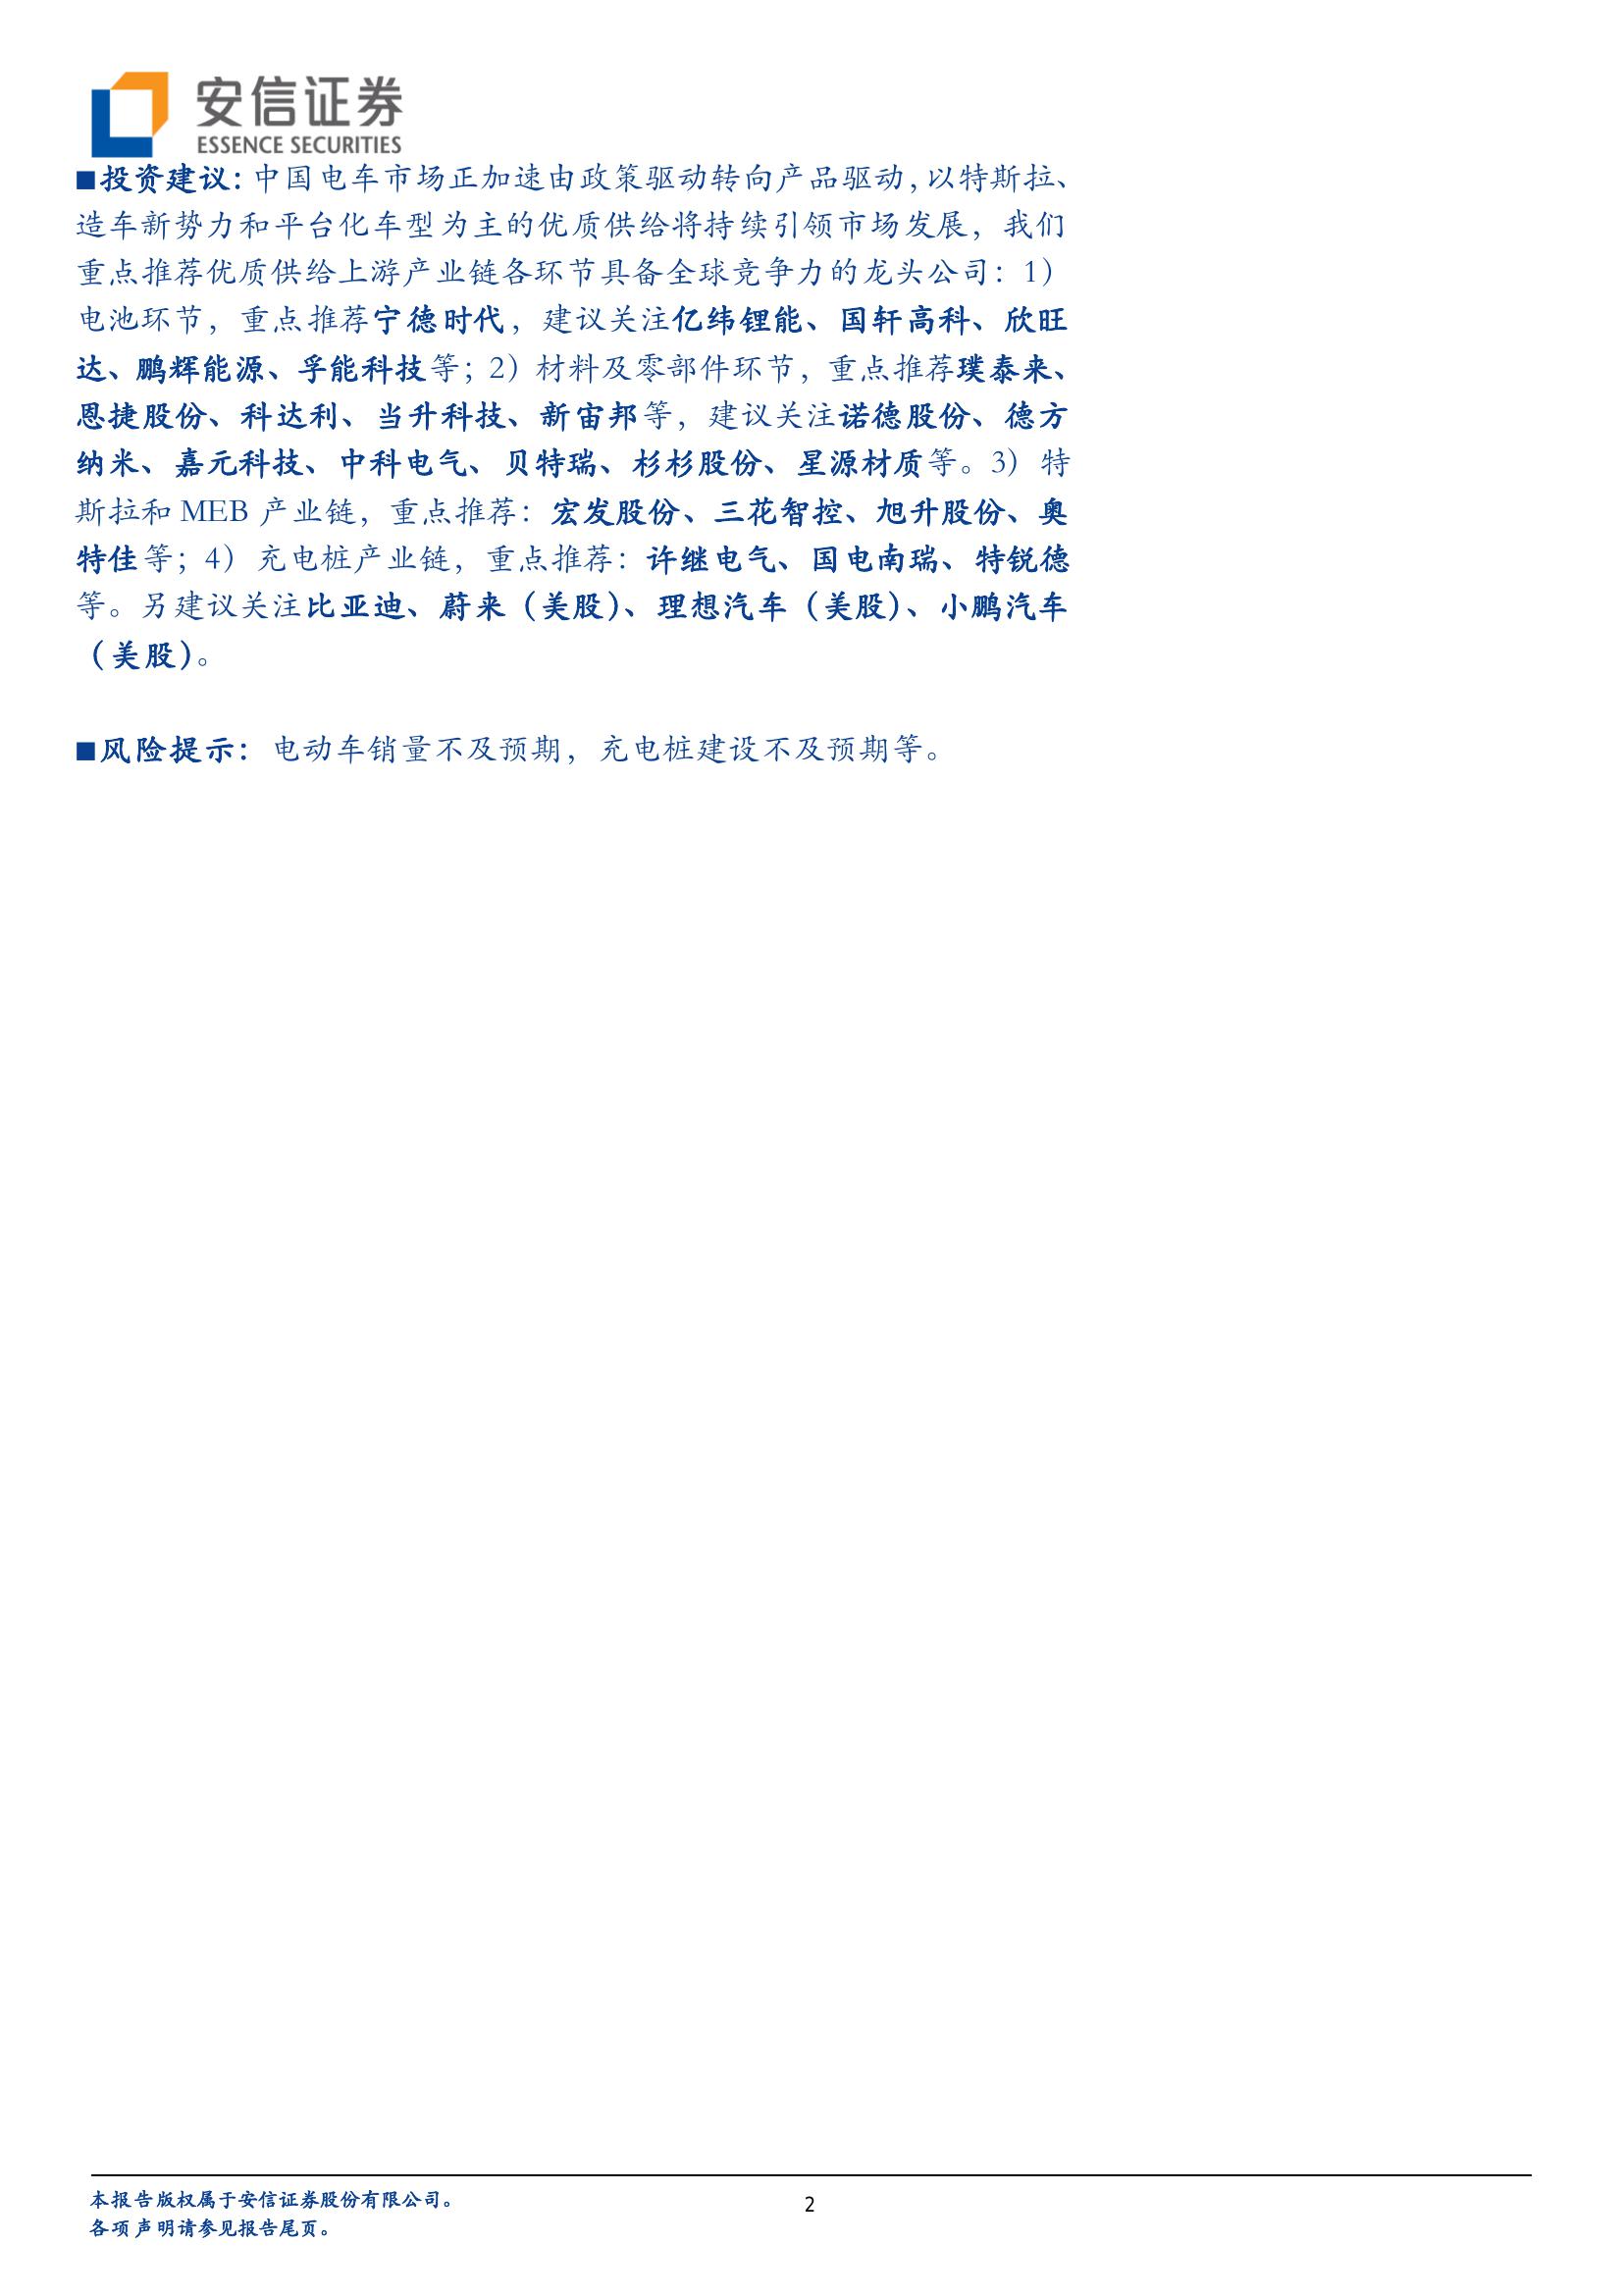 安信证券
ESSENCE SECURITIES
■投资建议：中国电车市场正加速由政策驱动转向产品驱动，以特斯拉、
造车新势力和平台化车型为主的优质供给将持续引领市场发展，我们
重点推荐优质供给上游产业链各环节具备全球竞争力的龙头公司：1）
电池环节，重点推荐宁德时代，建议关注亿纬锂能、国轩高科、欣旺
达、鹏辉能源、孚能科技等；2）材料及零部件环节，重点推荐璞泰来、
恩捷股份、科达利、当升科技、新宙邦等，建议关注诺德股份、德方
纳米、嘉元科技、中科电气、贝特瑞、杉杉股份、星源材质等。3）特
斯拉和 MEB 产业链，重点推荐：宏发股份、三花智控、旭升股份、奥
特佳等；4）充电桩产业链，重点推荐：许继电气、国电南瑞、特锐德
等。另建议关注比亚迪、蔚来（美股）、理想汽车（美股）、小鹏汽车
（美股）。
■风险提示：电动车销量不及预期，充电桩建设不及预期等。
本报告版权属于安信证券股份有限公司。
各项声明请参见报告尾页。
2